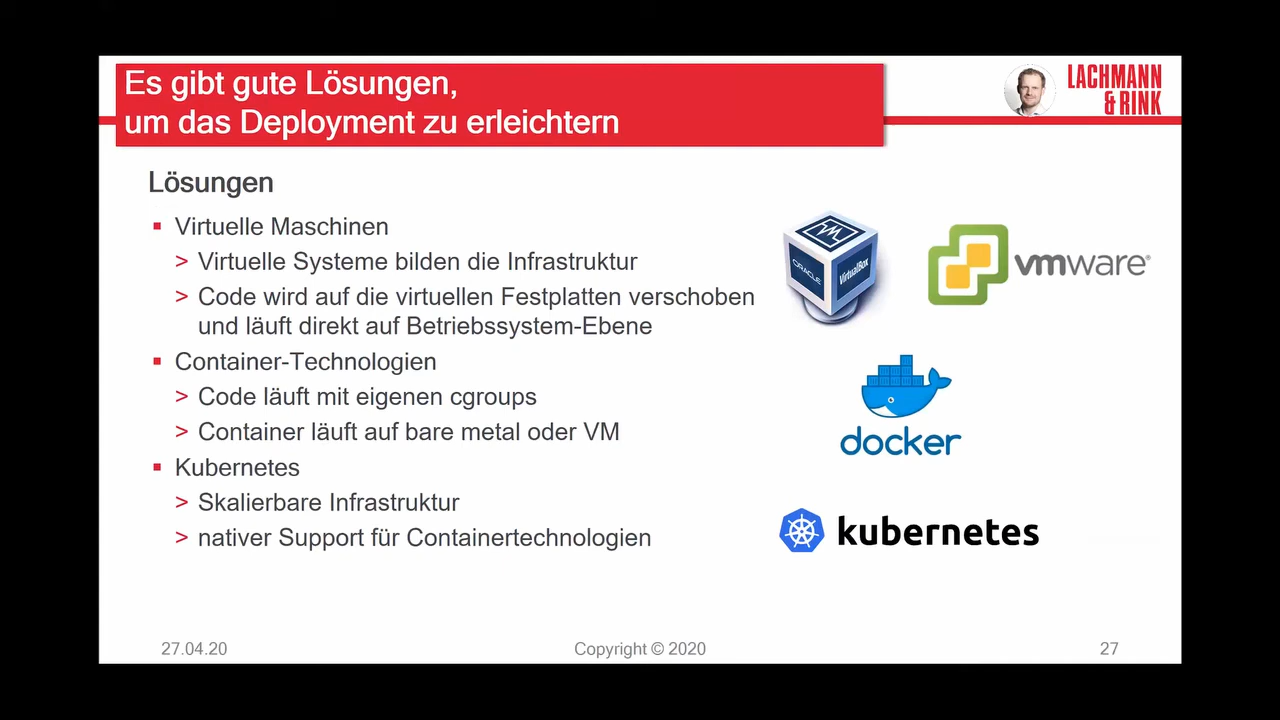 Es gibt gute Lösungen,
um das Deployment zu erleichtern
LACHMANN
& RINK
Lösungen
▪ Virtuelle Maschinen
> Virtuelle Systeme bilden die Infrastruktur
> Code wird auf die virtuellen Festplatten verschoben
und läuft direkt auf Betriebssystem-Ebene
▪ Container-Technologien
> Code läuft mit eigenen cgroups
> Container läuft auf bare metal oder VM
▪ Kubernetes
> Skalierbare Infrastruktur
> nativer Support für Containertechnologien
ORACLE
VirtualBox
vmware®
docker
kubernetes
27.04.20
Copyright © 2020
27